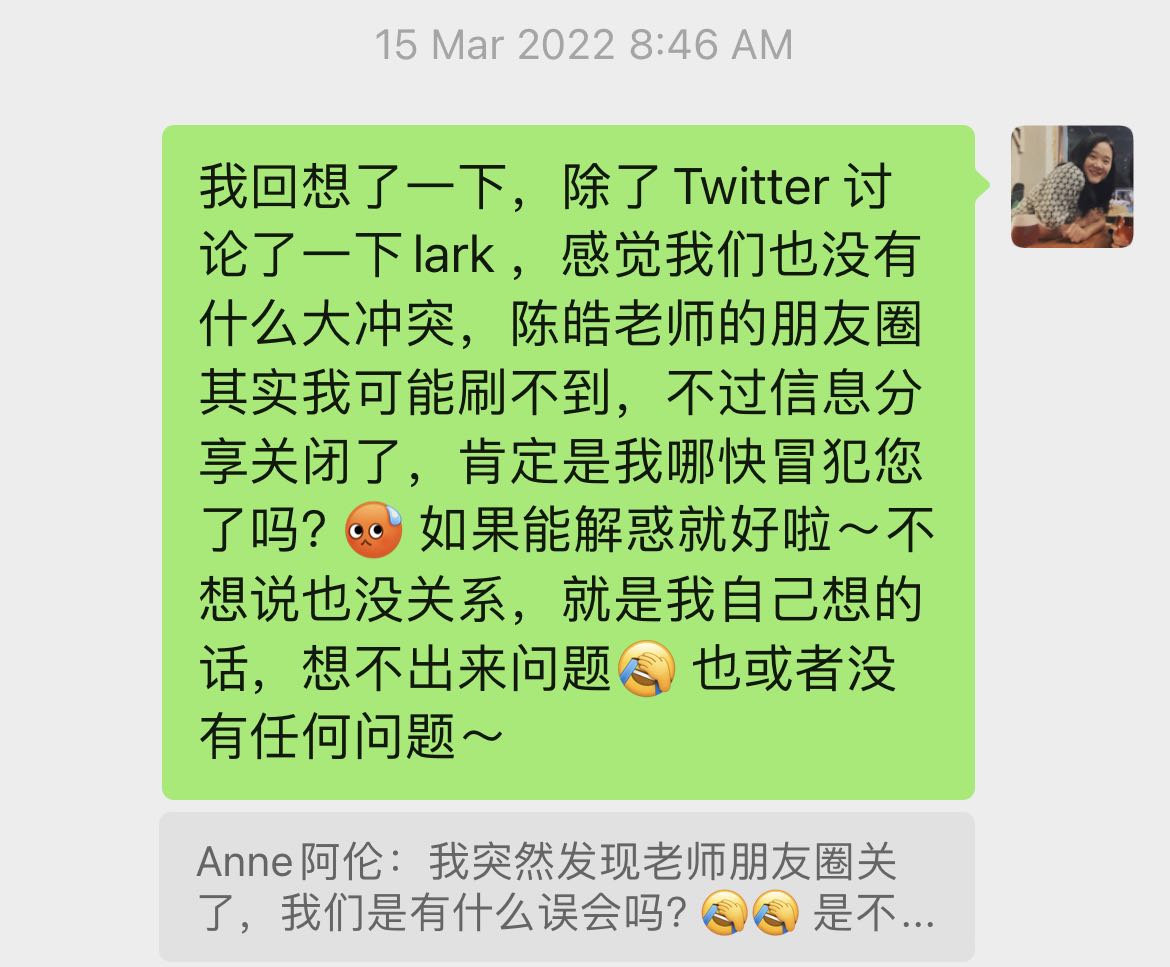 15 Mar 2022 8:46 AM
我回想了一下，除了 Twitter 讨
论了一下 lark ，感觉我们也没有
什么大冲突，陈皓老师的朋友圈
其实我可能刷不到，不过信息分
享关闭了，肯定是我哪快冒犯您
了吗? 🥵 如果能解惑就好啦～不
想说也没关系，就是我自己想的
话，想不出来问题🤦 也或者没
有任何问题～
Anne阿伦：我突然发现老师朋友圈关
了，我们是有什么误会吗? 🤦🤦 是不...